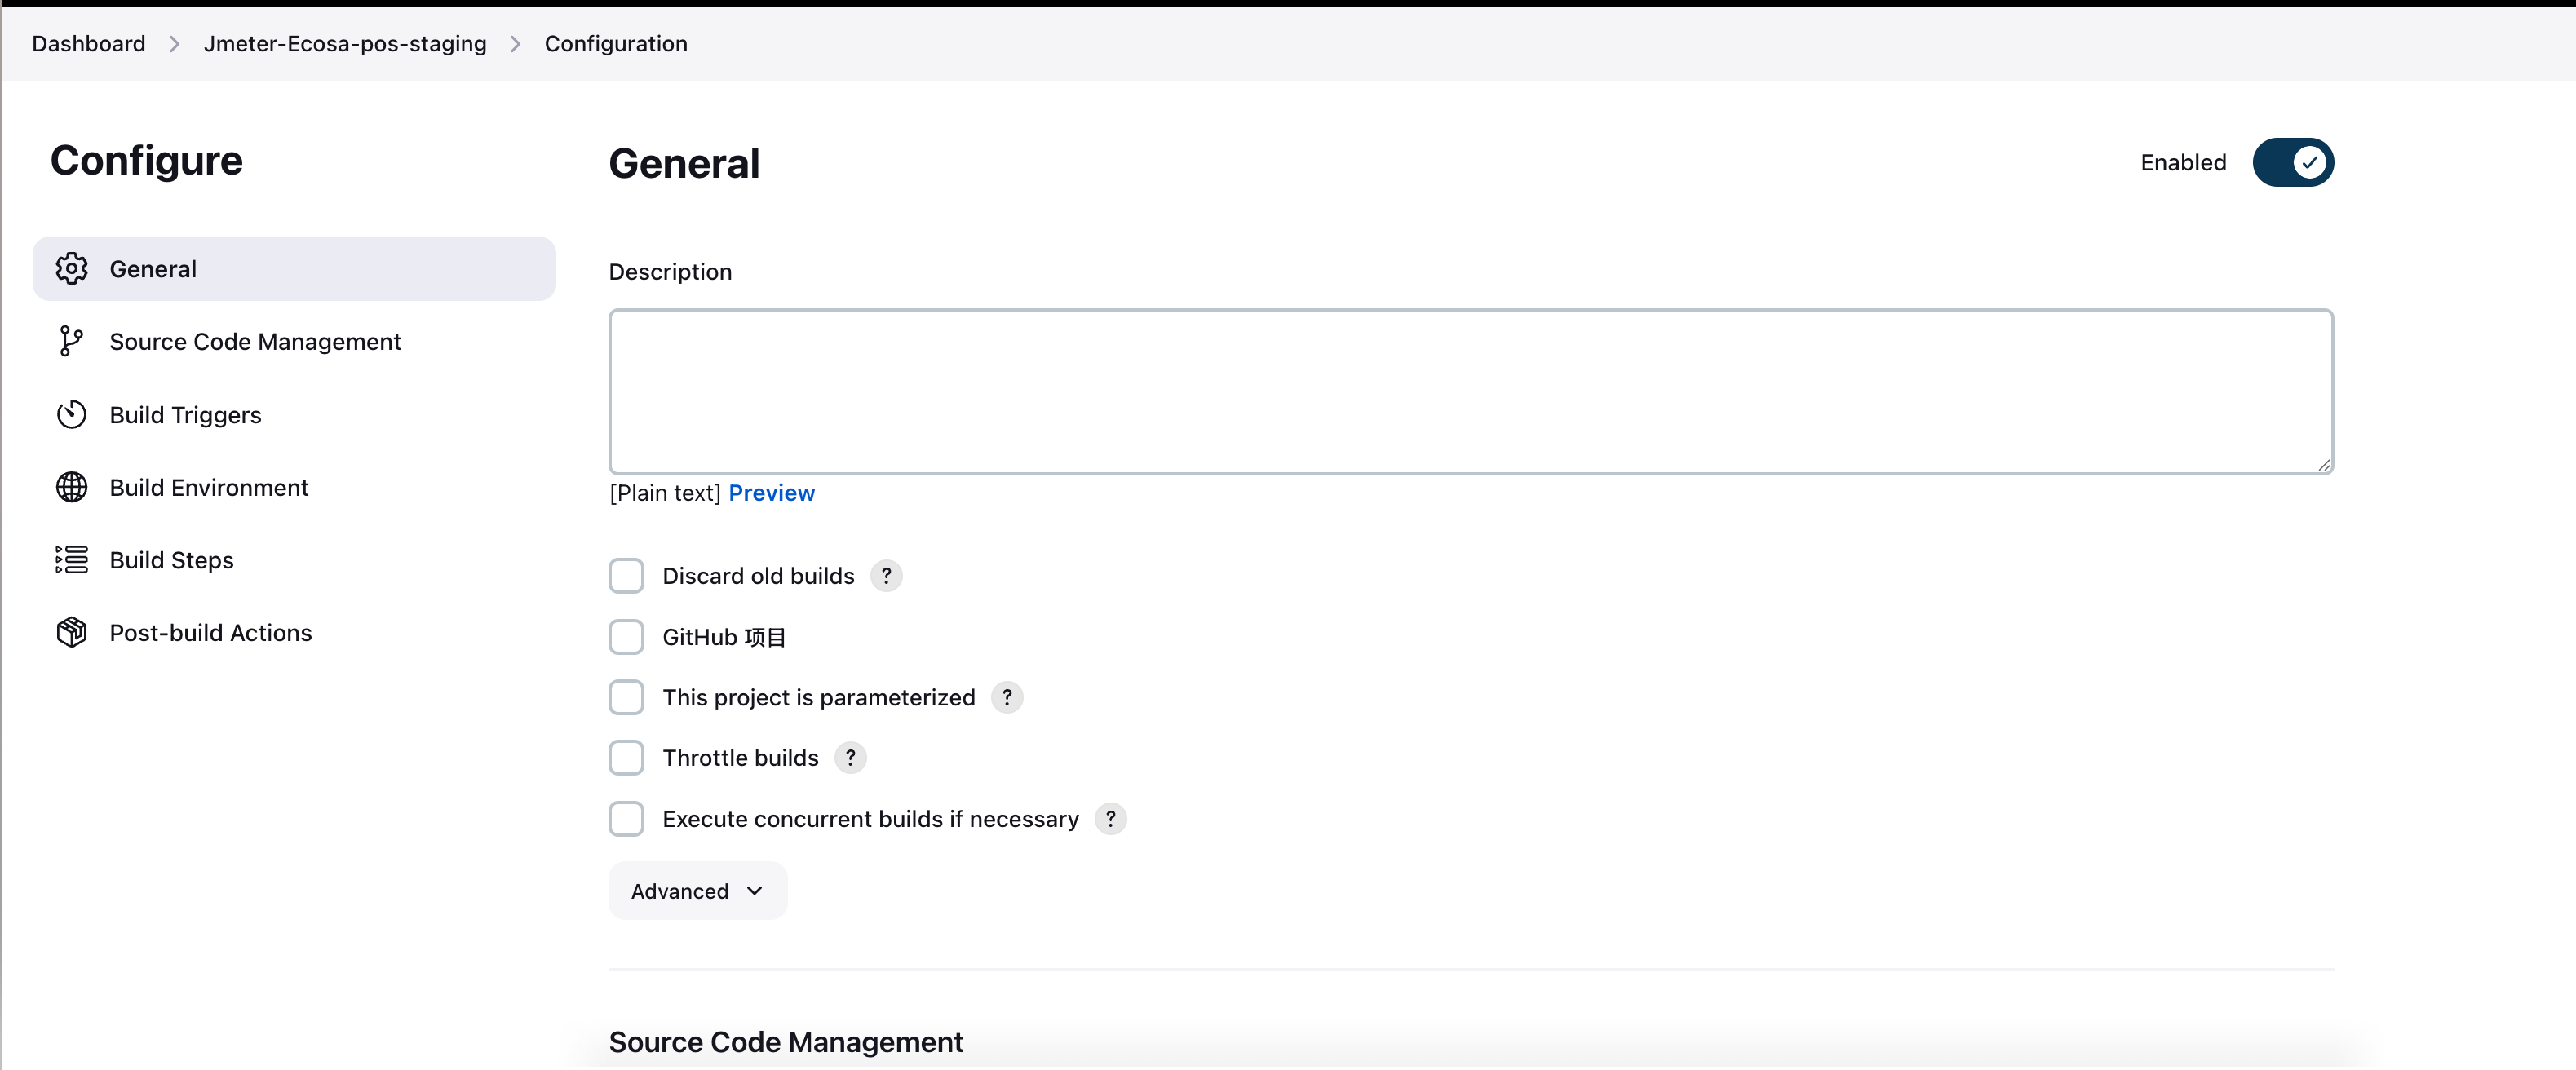 Dashboard > Jmeter-Ecosa-pos-staging > Configuration
Configure
General
Source Code Management
Build Triggers
Build Environment
Build Steps
Post-build Actions
General
Enabled
Description
[Plain text] Preview
Discard old builds ?
GitHub 项目
This project is parameterized ?
Throttle builds ?
Execute concurrent builds if necessary ?
Advanced
Source Code Management